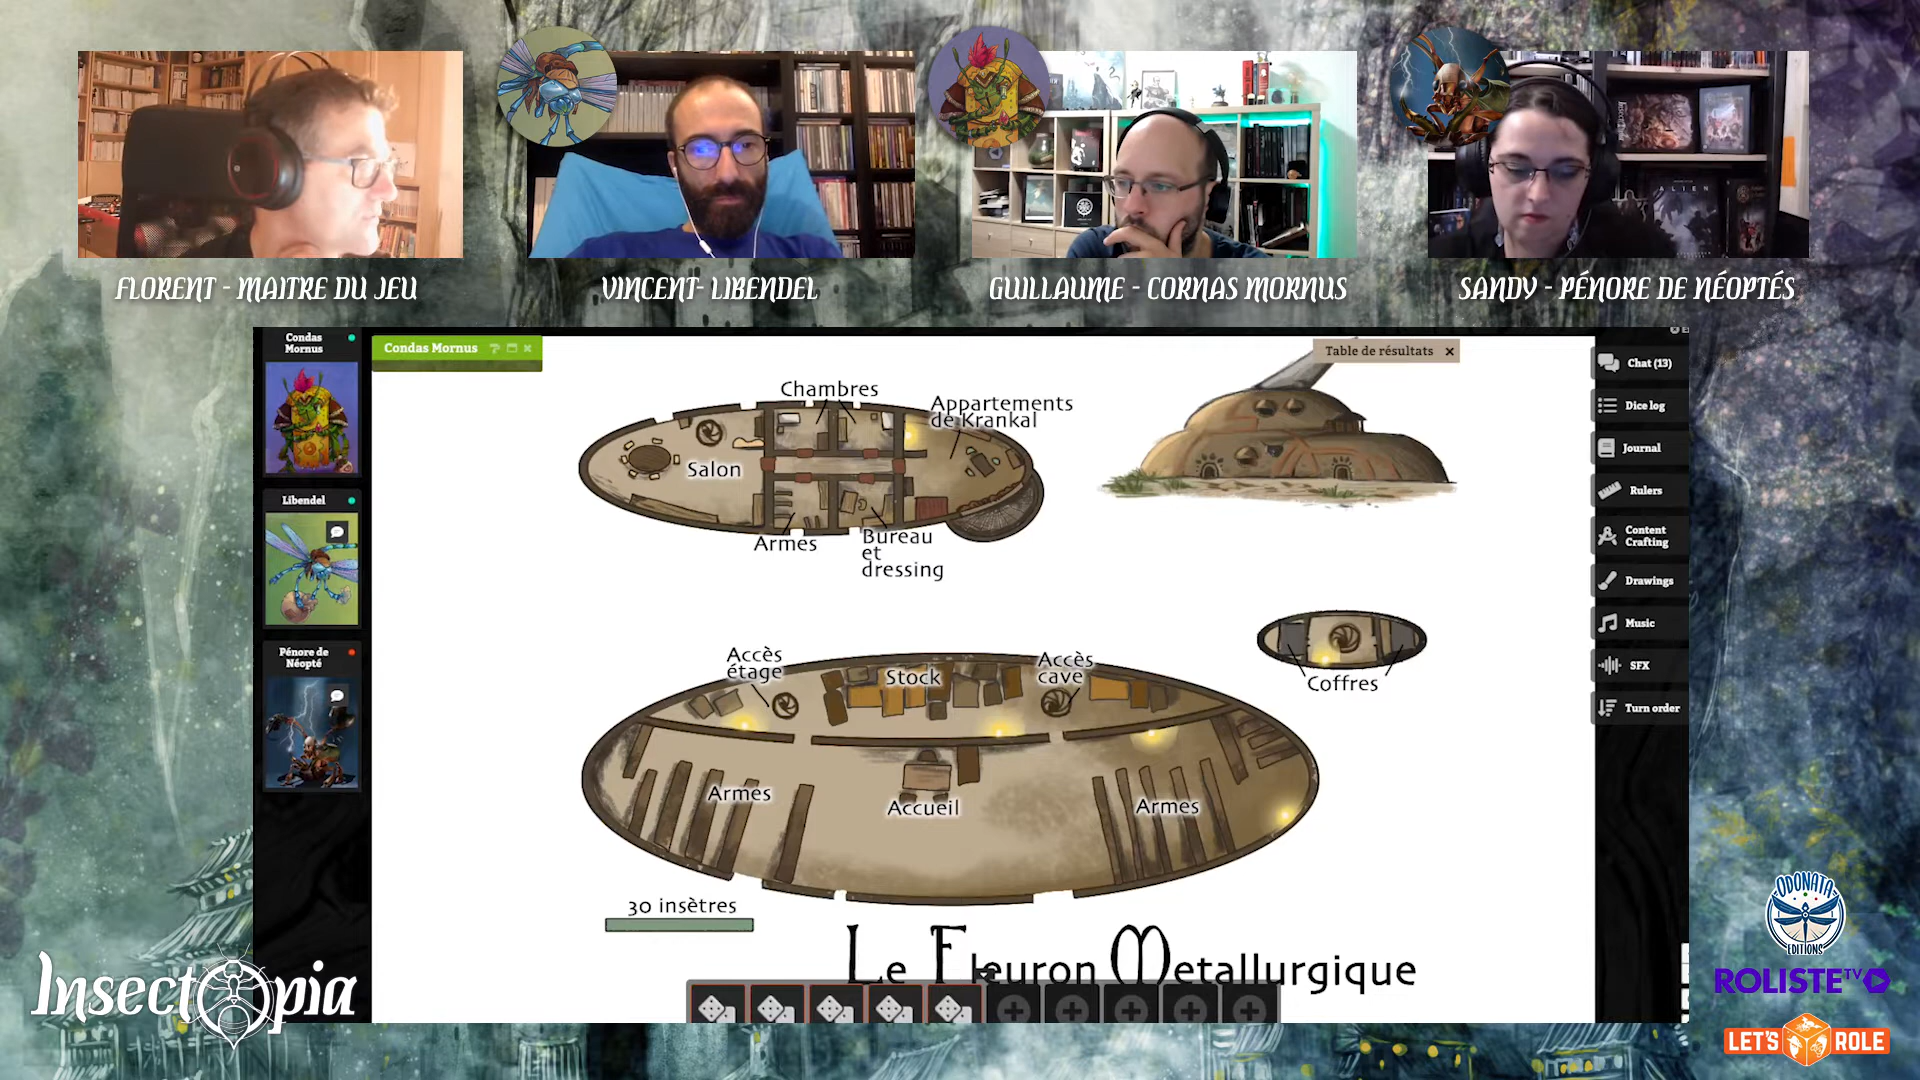 FLORENT - MAITRE DU JEU
VINCENT- LIBENDEL
GUILLAUME - CORNAS MORNUS
SANDY - PÉNORE DE NÉOPTÉS
ALIEN
Condas
Mornus
Libendel
Pénore de
Néopté
Condas Mornus
Table de résultats
Chambres
Appartements
de Krankal
Salon
Armes
Bureau
et
dressing
Accès
étage
Stock
Accès
cave
Coffres
Armes
Accueil
Armes
30 insètres
Le Fleuron Metallurgique
Chat (13)
Dice log
Journal
Rulers
Content
Crafting
Drawings
Music
SFX
Turn order
Insectopia
ODONATA
EDITIONS
ROLISTE TV
LET'S ROLE